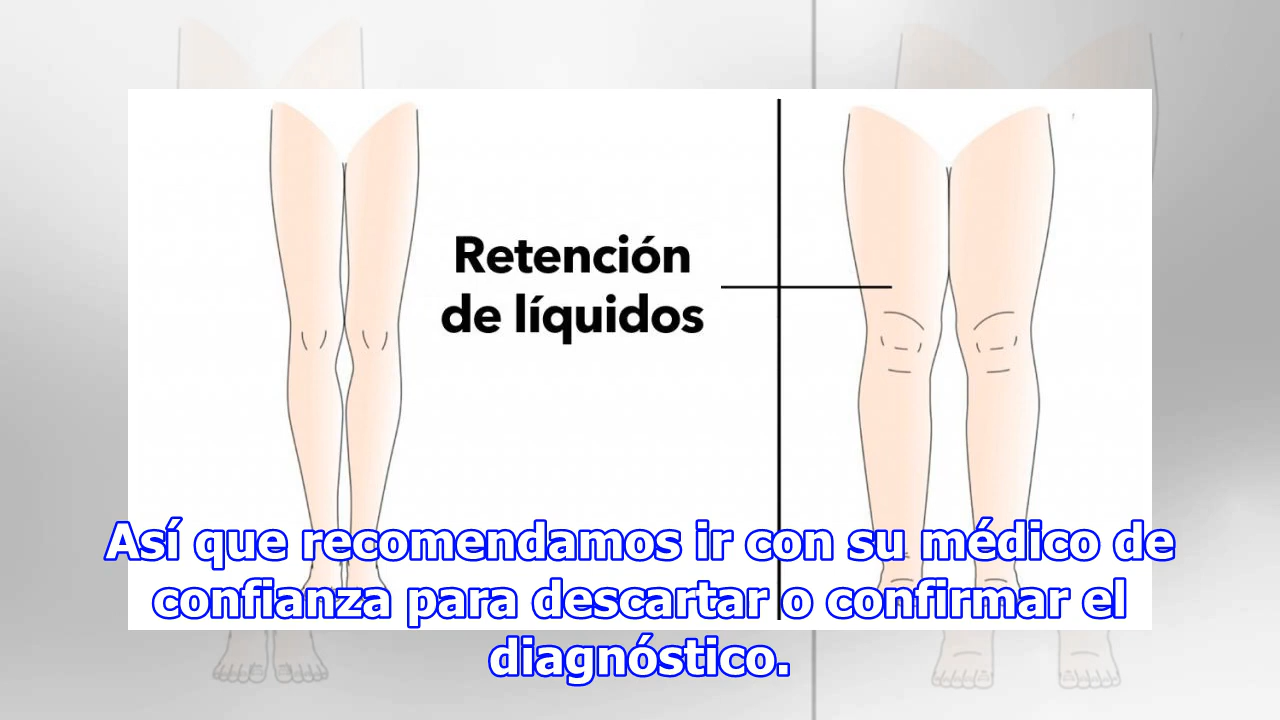 Retención
de líquidos
Así que recomendamos ir con su médico de
confianza para descartar o confirmar el
diagnóstico.